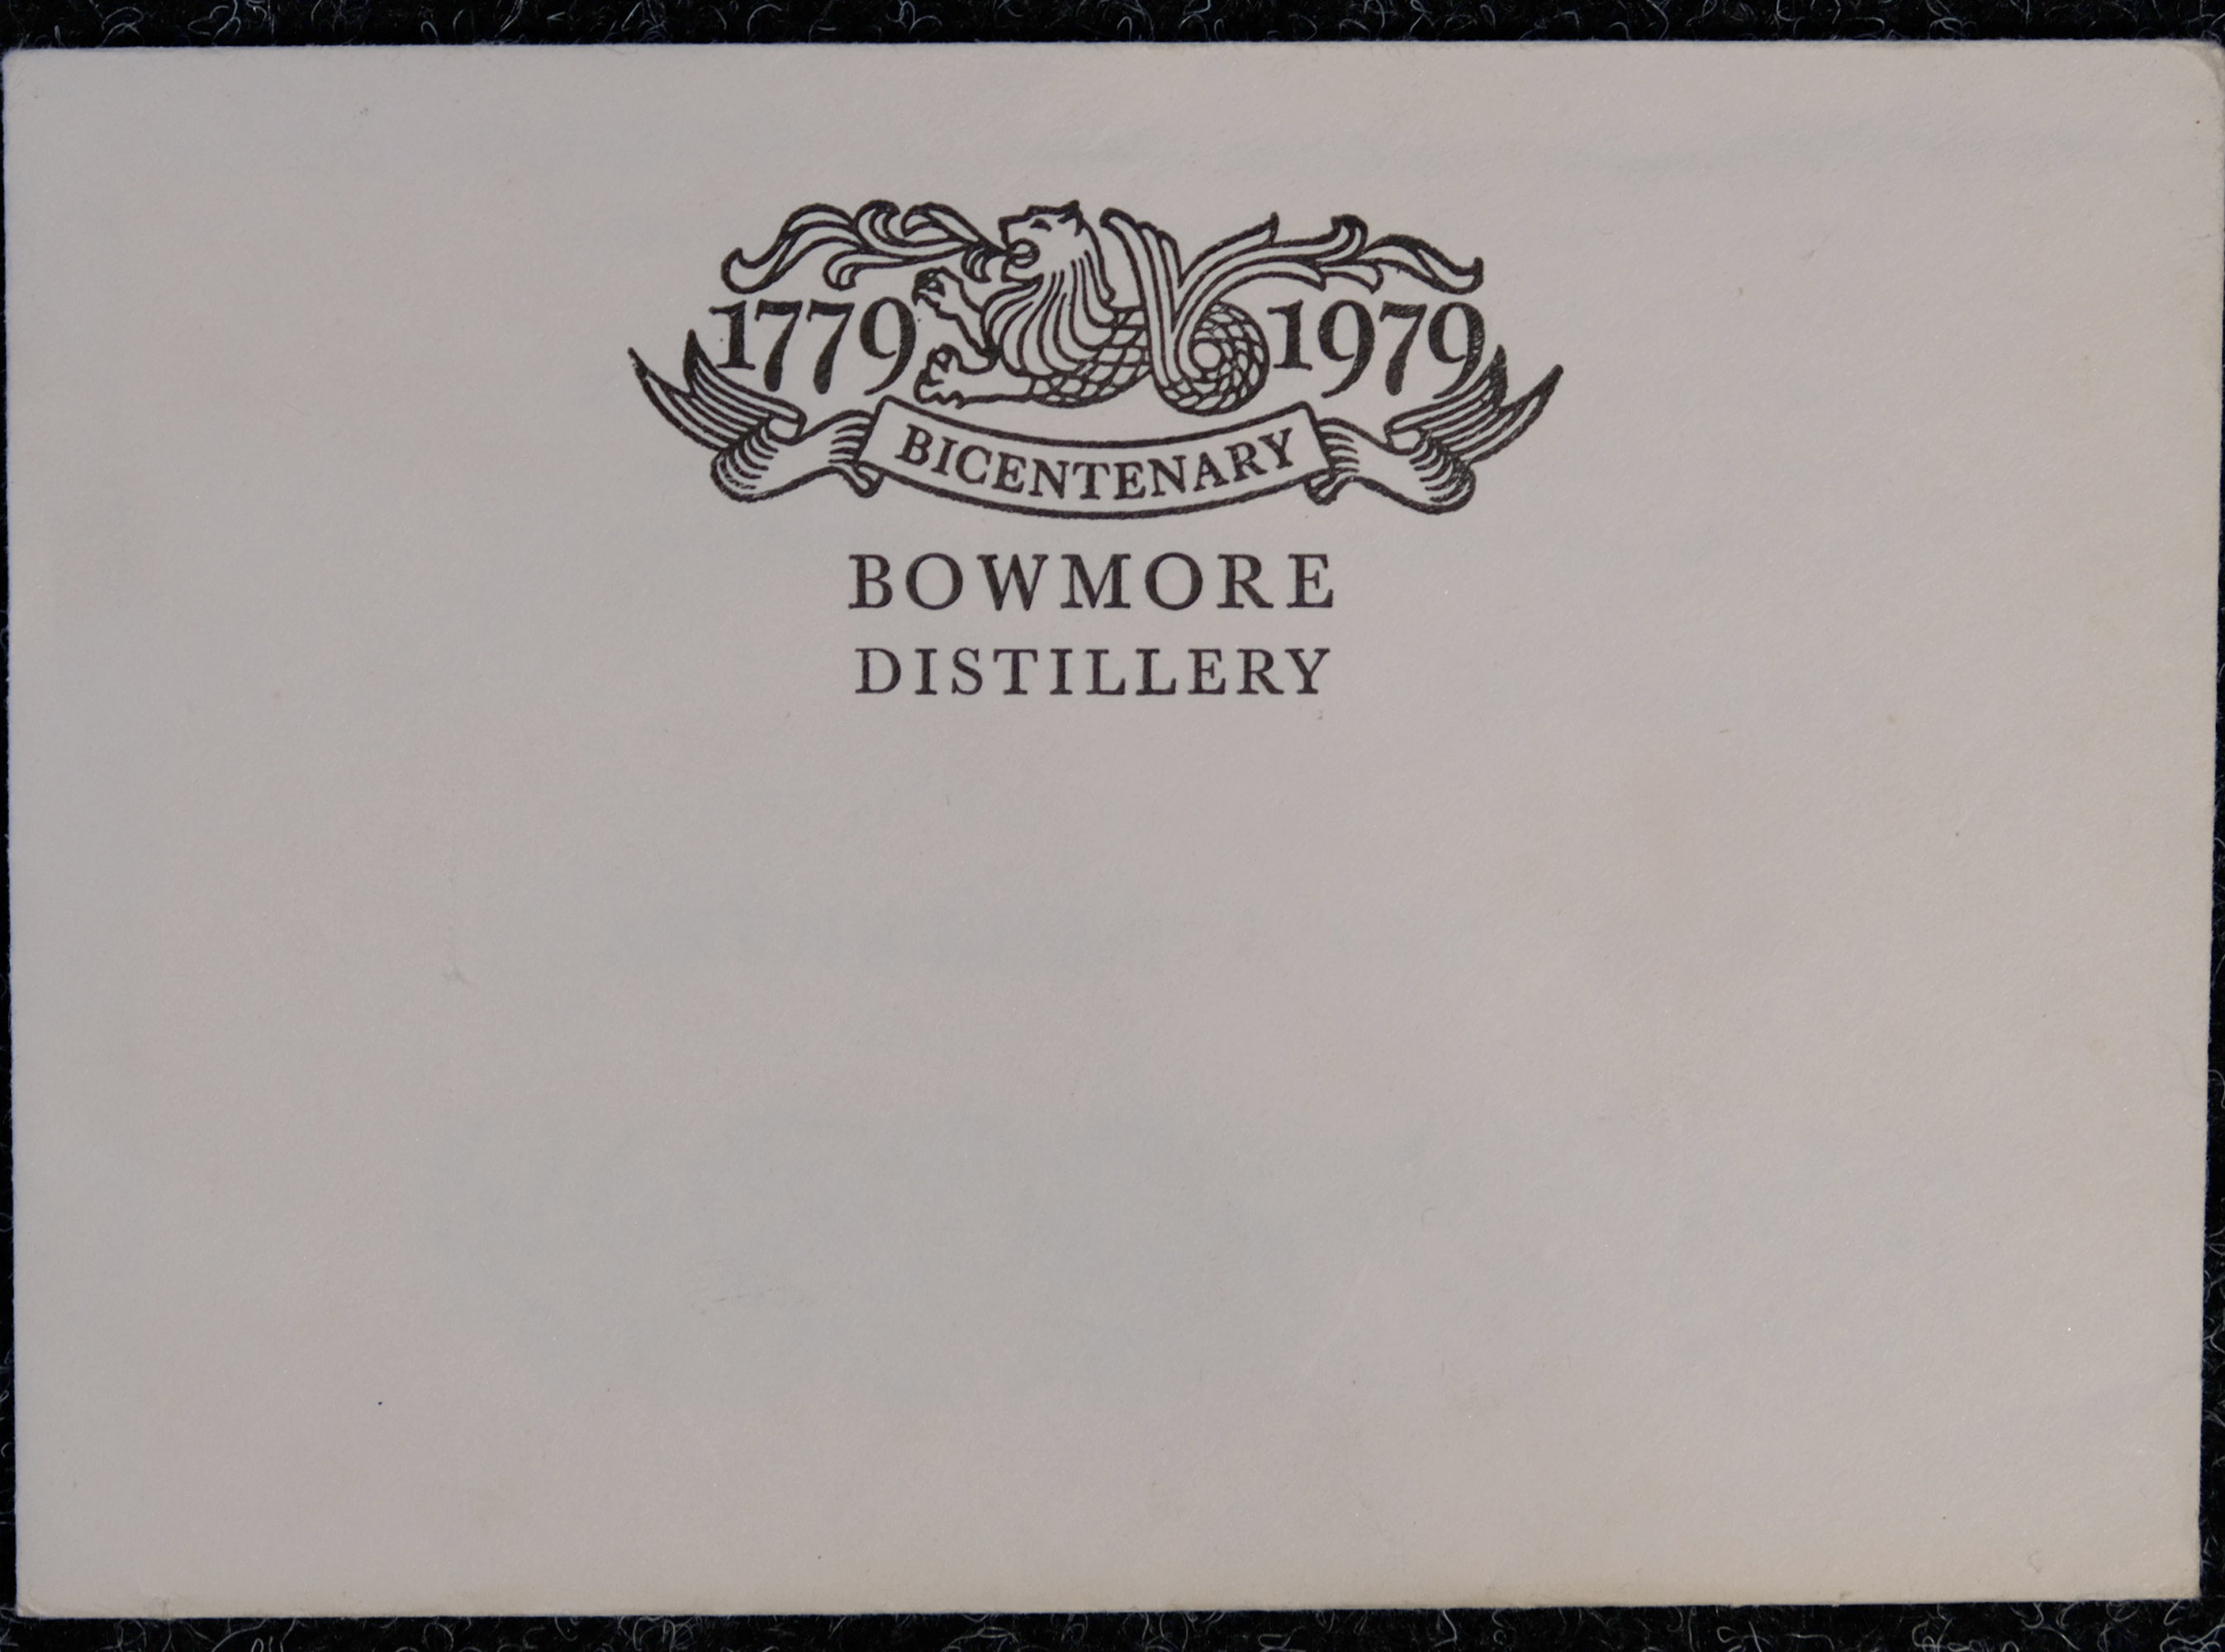 1779 1979
BICENTENARY
BOWMORE
DISTILLERY